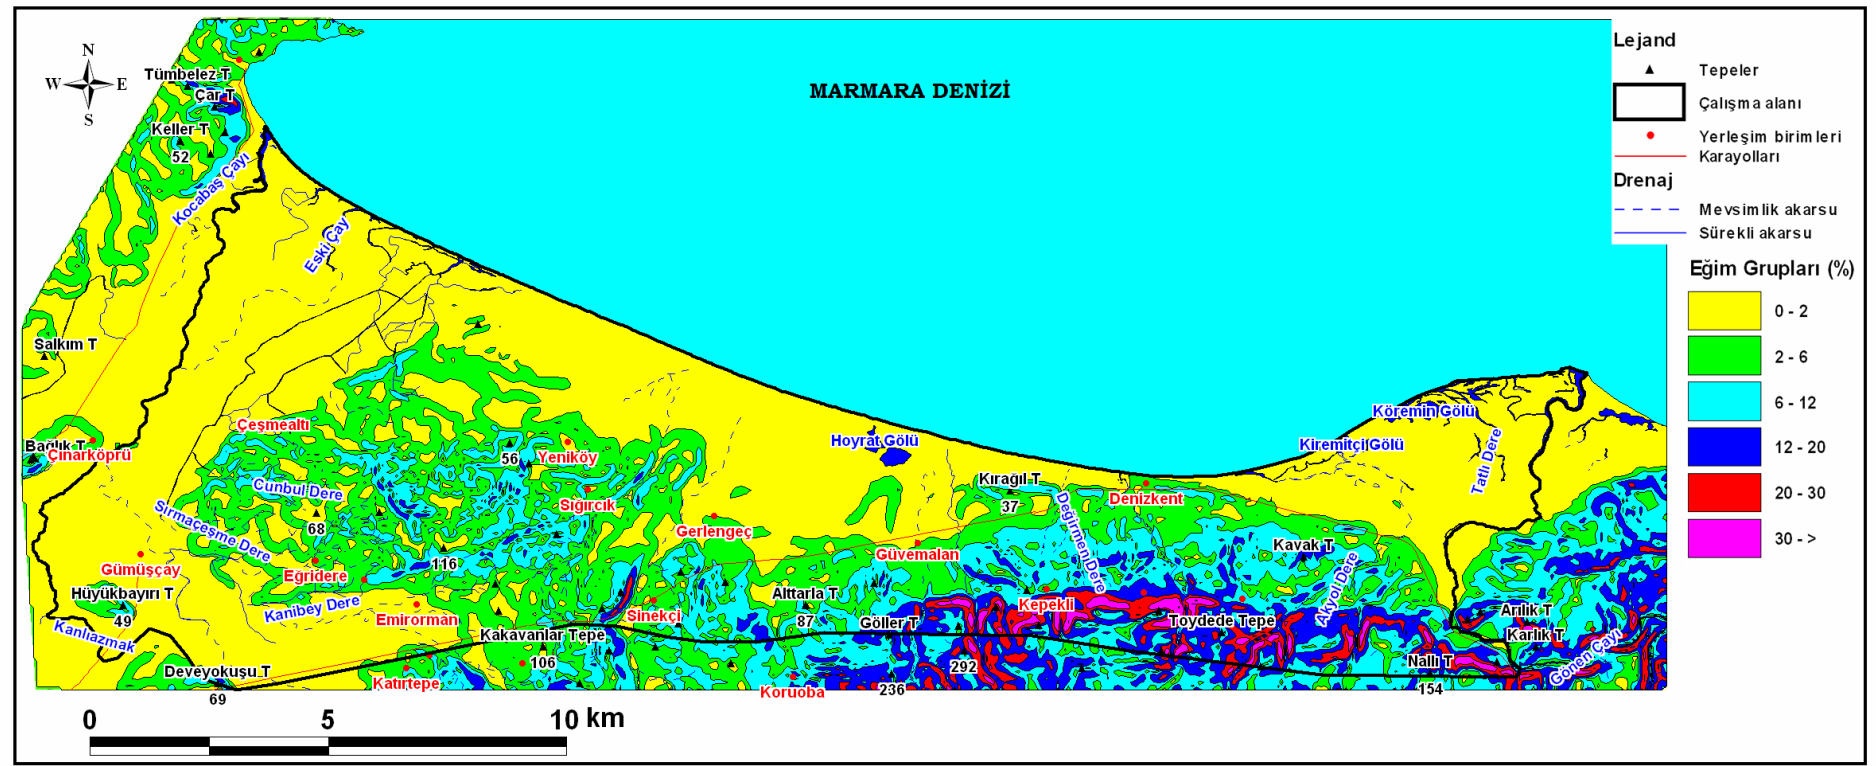 N
W E
S
MARMARA DENİZİ
Tümbelez T
Çar T
Keller T
52
Kocabaş Çayı
Eski Çay
Salkım T
Bağlık T
Çınarköprü
Çeşmealtı
56
Yeniköy
Cunbul Dere
Sığırcık
68
Sırmaçeşme Dere
116
Gümüşçay
Eğridere
Hüyükbayırı T
49
Kanibey Dere
Emirorman
Kanlıazmak
Kakavanlar Tepe
106
Deveyokuşu T
69
Katırtepe
Sinekçi
Gerlengeç
Hoyrat Gölü
Güvemalan
Kırağıl T
37
Değirmen Dere
Denizkent
Kiremitçi Gölü
Köremin Gölü
Tatlı Dere
Kavak T
Akyol Dere
Alttarla T
87
Göller T
Kepekli
Toydede Tepe
292
236
Koruoba
Nallı T
154
Arılık T
Karlık T
Gönen Çayı
0 5 10 km
Lejand
Tepeler
Çalışma alanı
Yerleşim birimleri
Karayolları
Drenaj
Mevsimlik akarsu
Sürekli akarsu
Eğim Grupları (%)
0 - 2
2 - 6
6 - 12
12 - 20
20 - 30
30 - >